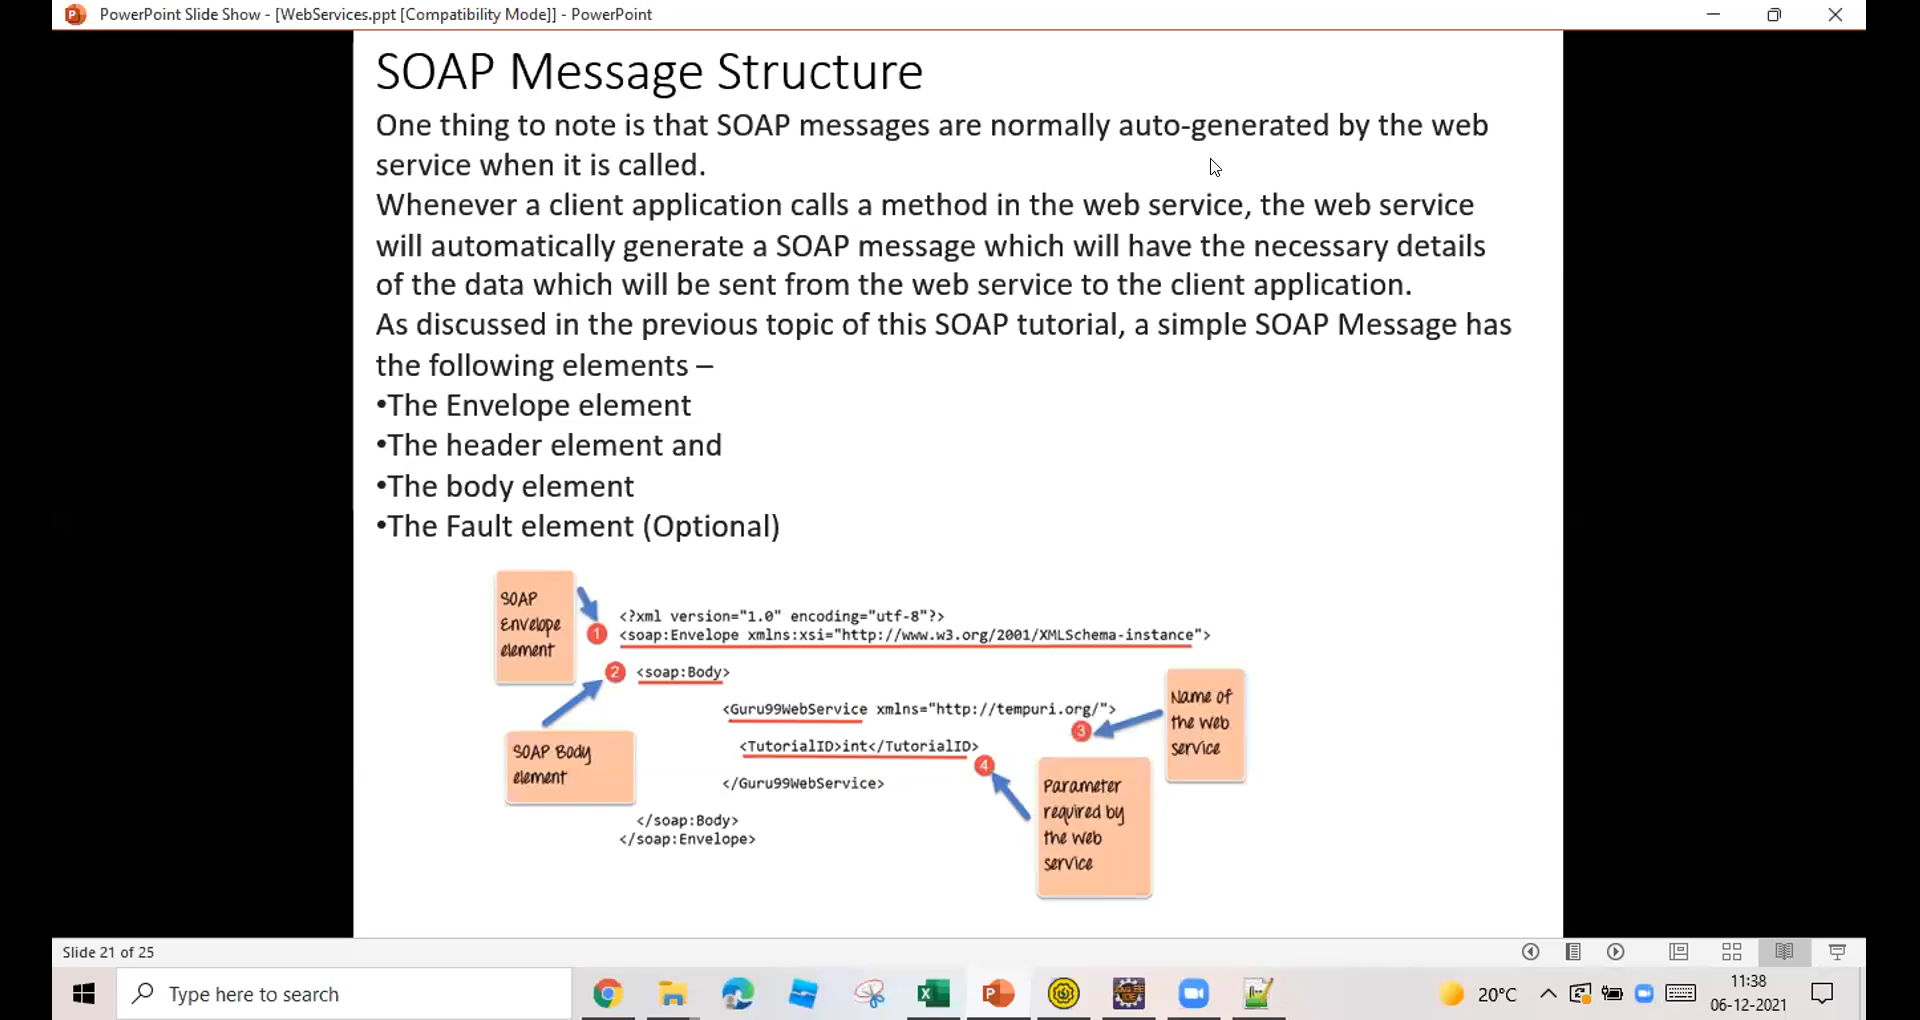 PowerPoint Slide Show - [WebServices.ppt [Compatibility Mode]] - PowerPoint
SOAP Message Structure
One thing to note is that SOAP messages are normally auto-generated by the web
service when it is called.
Whenever a client application calls a method in the web service, the web service
will automatically generate a SOAP message which will have the necessary details
of the data which will be sent from the web service to the client application.
As discussed in the previous topic of this SOAP tutorial, a simple SOAP Message has
the following elements –
•The Envelope element
•The header element and
•The body element
•The Fault element (Optional)
SOAP
Envelope
element
1
<?xml version="1.0" encoding="utf-8"?>
<soap:Envelope xmlns:xsi="http://www.w3.org/2001/XMLSchema-instance">
2
<soap:Body>
<Guru99WebService xmlns="http://tempuri.org/">
3
Name of
the web
service
SOAP Body
element
<TutorialID>int</TutorialID>
4
Parameter
required by
the web
service
</Guru99WebService>
</soap:Body>
</soap:Envelope>
Slide 21 of 25
Type here to search
20°C
11:38
06-12-2021